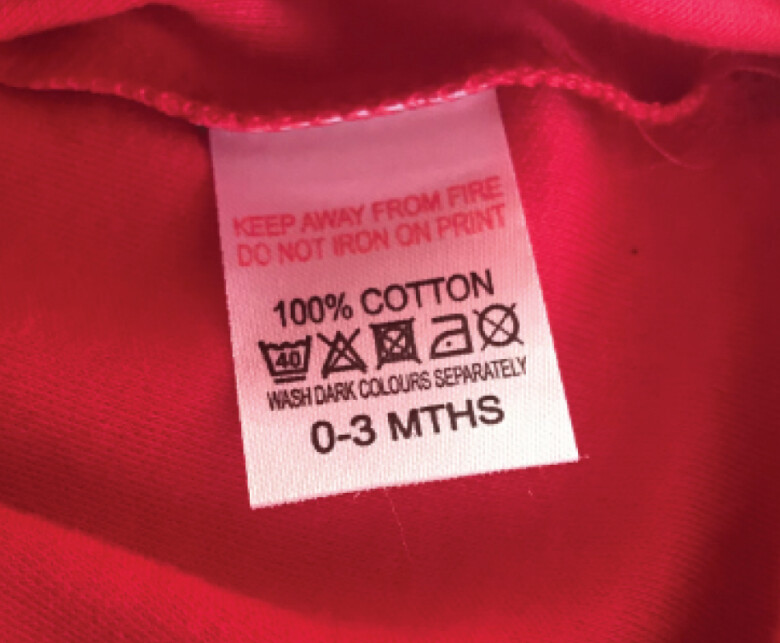 KEEP AWAY FROM FIRE
DO NOT IRON ON PRINT
100% COTTON
40
WASH DARK COLOURS SEPARATELY
0-3 MTHS